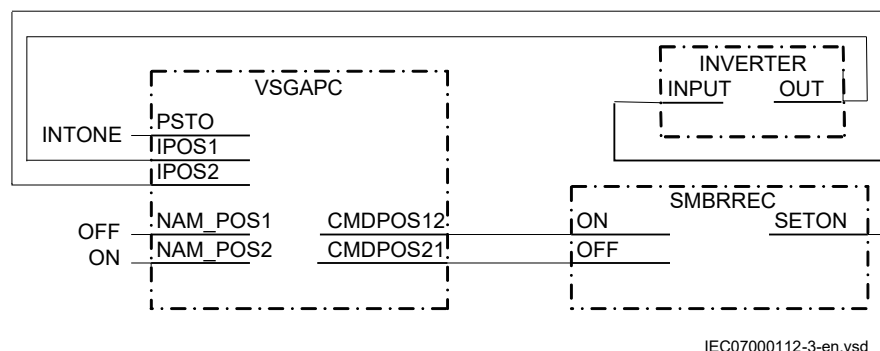 INVERTER
INPUT OUT
VSGAPC
INTONE PSTO
IPOS1
IPOS2
SMBRREC
OFF NAM_POS1 CMDPOS12 ON SETON
ON NAM_POS2 CMDPOS21 OFF
IEC07000112-3-en.vsd